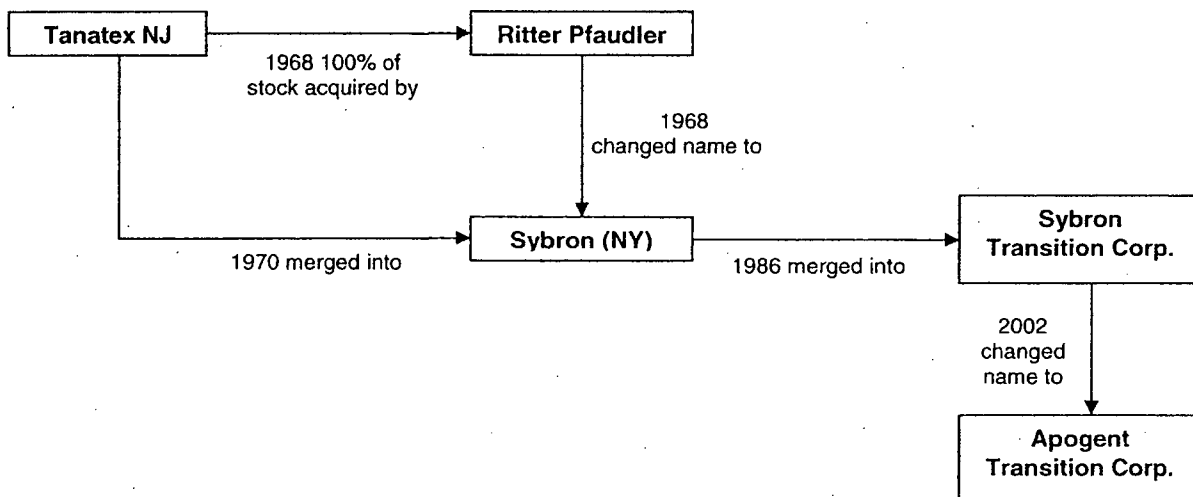 Tanatex NJ
Ritter Pfaudler
1968 100% of
stock acquired by
1968
changed name to
Sybron (NY)
1970 merged into
1986 merged into
Sybron
Transition Corp.
2002
changed
name to
Apogent
Transition Corp.